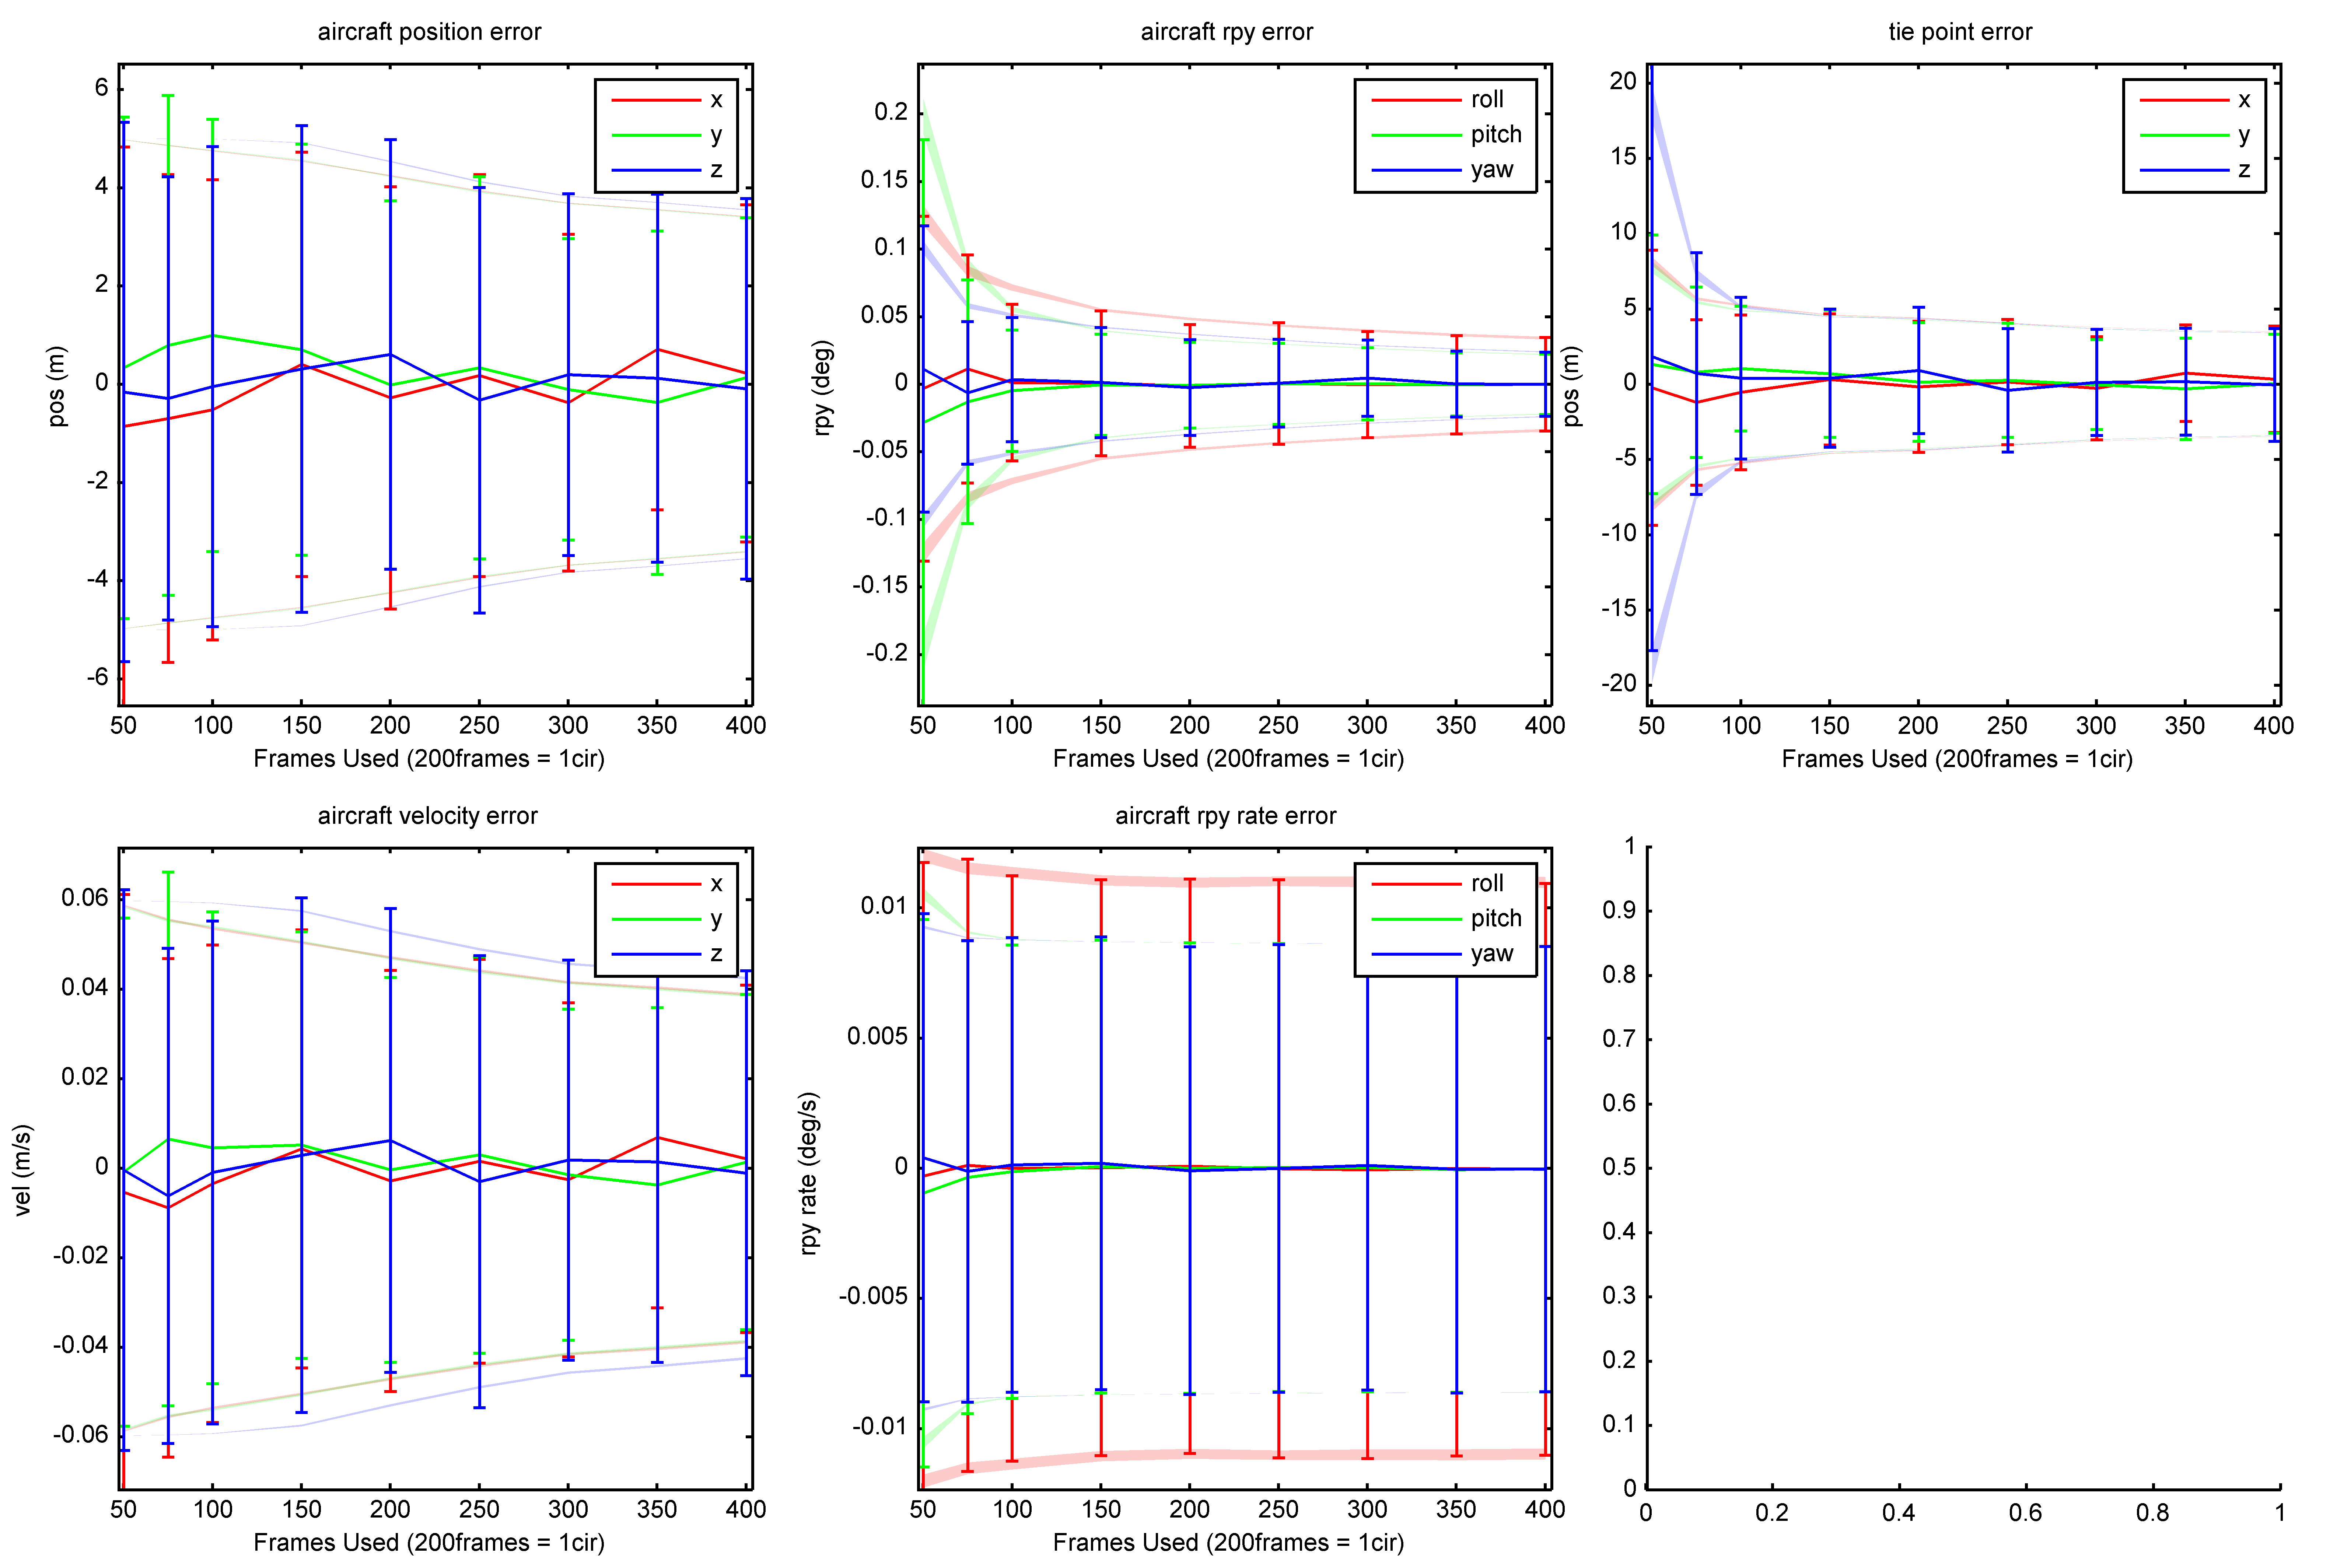 aircraft position error
6
4
2
0
-2
-4
-6
pos (m)
x
y
z
50 100 150 200 250 300 350 400
Frames Used (200frames = 1cir)
aircraft rpy error
0.2
0.15
0.1
0.05
0
-0.05
-0.1
-0.15
-0.2
rpy (deg)
roll
pitch
yaw
50 100 150 200 250 300 350 400
Frames Used (200frames = 1cir)
tie point error
20
15
10
5
0
-5
-10
-15
-20
pos (m)
x
y
z
50 100 150 200 250 300 350 400
Frames Used (200frames = 1cir)
aircraft velocity error
0.06
0.04
0.02
0
-0.02
-0.04
-0.06
vel (m/s)
x
y
z
50 100 150 200 250 300 350 400
Frames Used (200frames = 1cir)
aircraft rpy rate error
0.01
0.005
0
-0.005
-0.01
rpy rate (deg/s)
roll
pitch
yaw
50 100 150 200 250 300 350 400
Frames Used (200frames = 1cir)
1
0.9
0.8
0.7
0.6
0.5
0.4
0.3
0.2
0.1
0
0 0.2 0.4 0.6 0.8 1